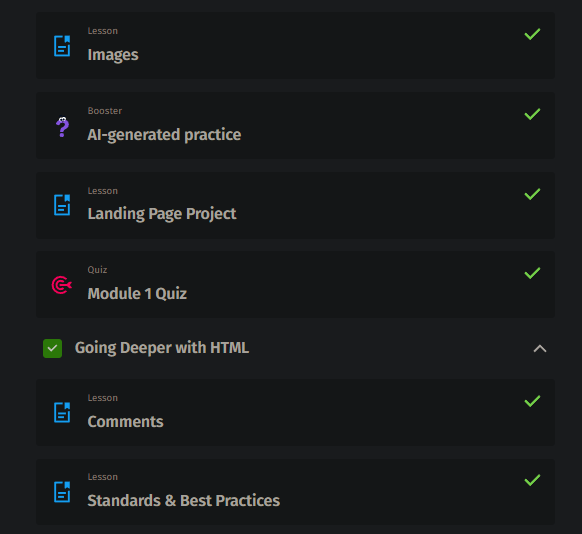 Lesson
Images
Booster
AI-generated practice
Lesson
Landing Page Project
Quiz
Module 1 Quiz
Going Deeper with HTML
Lesson
Comments
Lesson
Standards & Best Practices